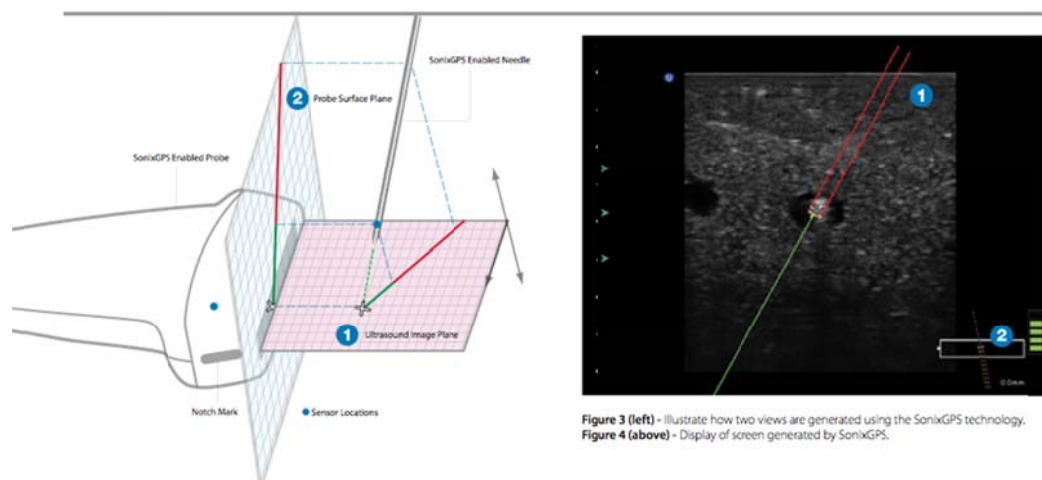 SonixGPS Enabled Needle
2
Probe Surface Plane
SonixGPS Enabled Probe
1
Ultrasound Image Plane
Notch Mark
Sensor Locations
1
2
0.0mm
Figure 3 (left) - Illustrate how two views are generated using the SonixGPS technology.
Figure 4 (above) - Display of screen generated by SonixGPS.